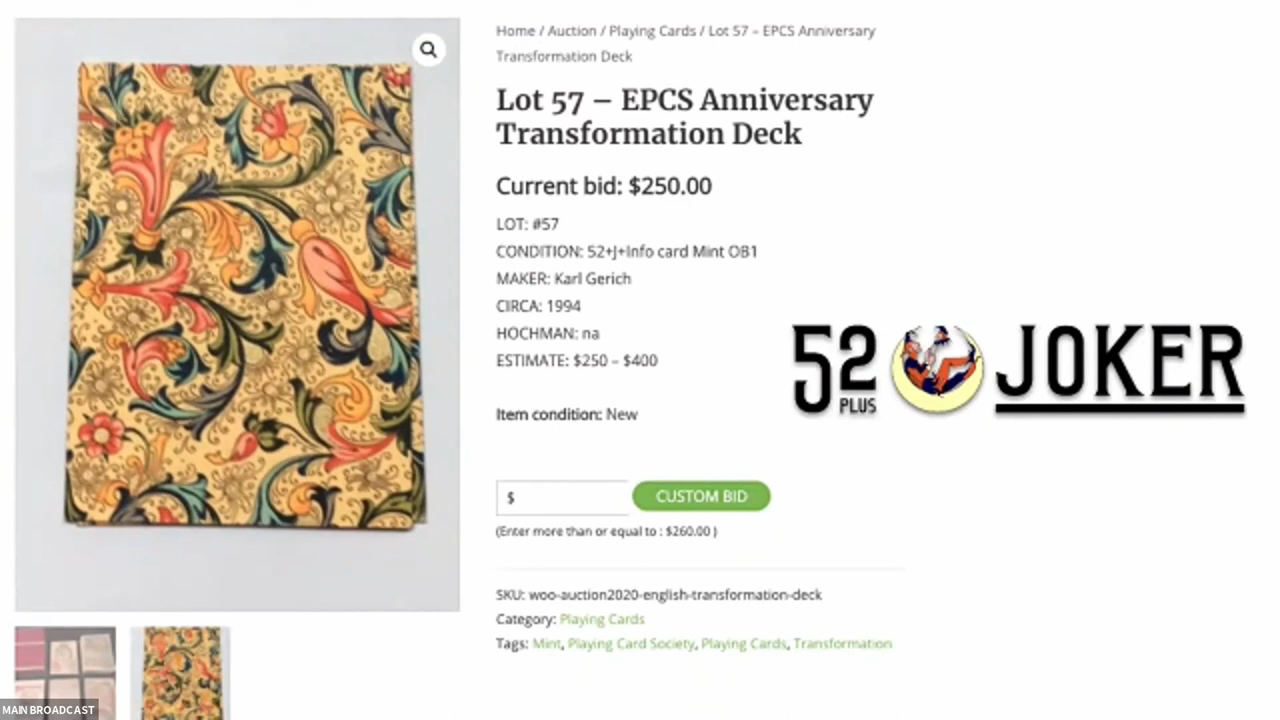 Home / Auction / Playing Cards / Lot 57 – EPCS Anniversary
Transformation Deck
Lot 57 – EPCS Anniversary
Transformation Deck
Current bid: $250.00
LOT: #57
CONDITION: 52+J+Info card Mint OB1
MAKER: Karl Gerich
CIRCA: 1994
HOCHMAN: na
ESTIMATE: $250 – $400
52 PLUS JOKER
Item condition: New
$
CUSTOM BID
(Enter more than or equal to : $260.00 )
SKU: woo-auction2020-english-transformation-deck
Category: Playing Cards
Tags: Mint, Playing Card Society, Playing Cards, Transformation
MAIN BROADCAST